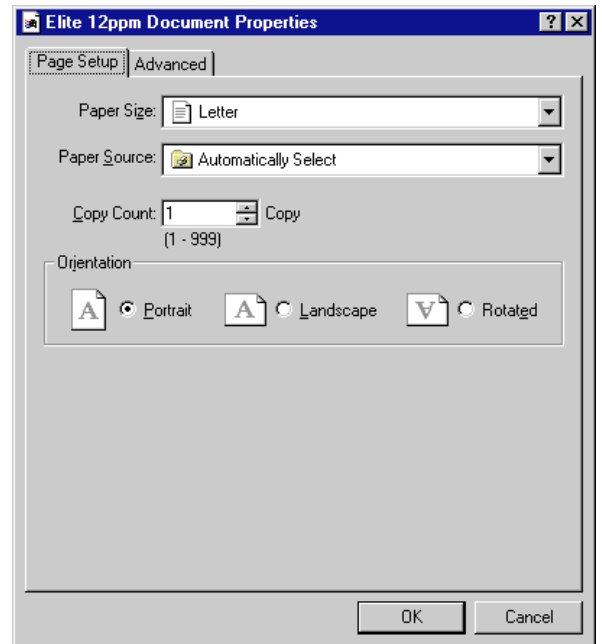 Elite 12ppm Document Properties
Page Setup Advanced
Paper Size: Letter
Paper Source: Automatically Select
Copy Count: 1 Copy
(1 - 999)
Orientation
A Portrait A Landscape A Rotated
OK Cancel